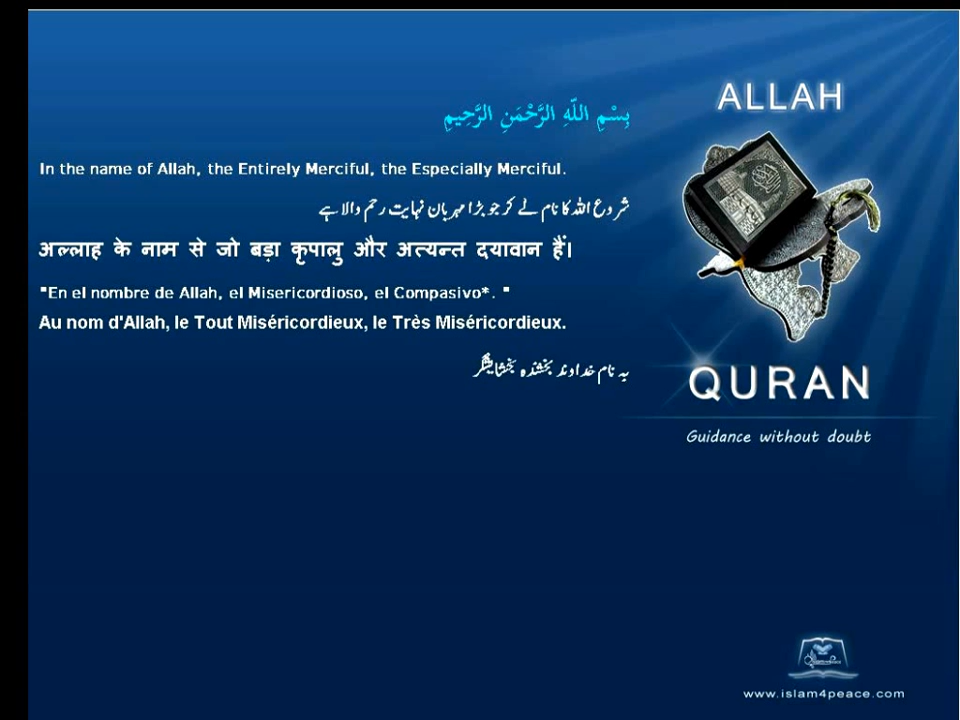 بِسْمِ اللّهِ الرَّحْمَنِ الرَّحِيمِ
In the name of Allah, the Entirely Merciful, the Especially Merciful.
شروع الله کا نام لے کر جو بڑا مہربان نہایت رحم والا ہے
अल्लाह के नाम से जो बड़ा कृपालु और अत्यन्त दयावान हैं।
"En el nombre de Allah, el Misericordioso, el Compasivo*. "
Au nom d'Allah, le Tout Miséricordieux, le Très Miséricordieux.
به نام خداوند بخشنده بخشایشگر
ALLAH
QURAN
Guidance without doubt
www.islam4peace.com